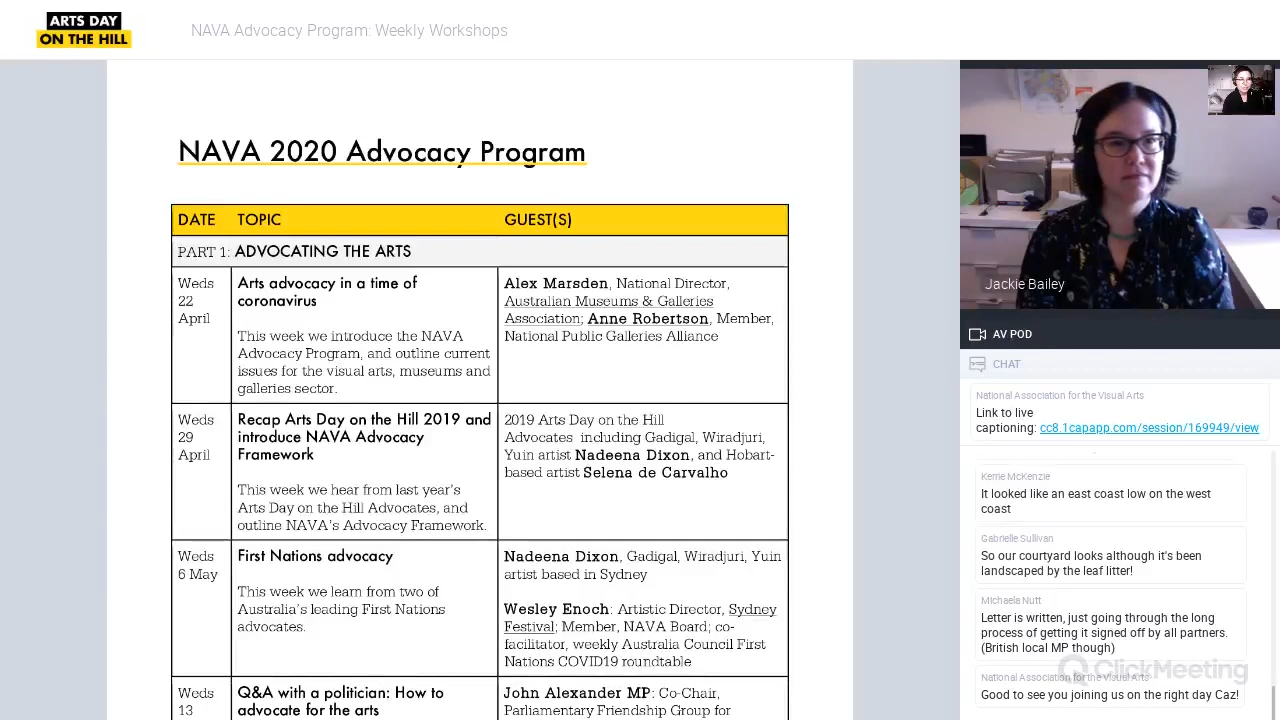 ARTS DAY
ON THE HILL
NAVA Advocacy Program: Weekly Workshops
NAVA 2020 Advocacy Program
DATE TOPIC GUEST(S)
PART 1: ADVOCATING THE ARTS
Weds
22
April
Arts advocacy in a time of
coronavirus
This week we introduce the NAVA
Advocacy Program, and outline current
issues for the visual arts, museums and
galleries sector.
Alex Marsden, National Director,
Australian Museums & Galleries
Association; Anne Robertson, Member,
National Public Galleries Alliance
Weds
29
April
Recap Arts Day on the Hill 2019 and
introduce NAVA Advocacy
Framework
This week we hear from last year's
Arts Day on the Hill Advocates, and
outline NAVA's Advocacy Framework.
2019 Arts Day on the Hill
Advocates including Gadigal, Wiradjuri,
Yuin artist Nadeena Dixon, and Hobart-
based artist Selena de Carvalho
Weds
6 May
First Nations advocacy
This week we learn from two of
Australia's leading First Nations
advocates.
Nadeena Dixon, Gadigal, Wiradjuri, Yuin
artist based in Sydney
Wesley Enoch: Artistic Director, Sydney
Festival; Member, NAVA Board; co-
facilitator, weekly Australia Council First
Nations COVID19 roundtable
Weds
13
Q&A with a politician: How to
advocate for the arts
John Alexander MP: Co-Chair,
Parliamentary Friendship Group for
Jackie Bailey
AV POD
CHAT
National Association for the Visual Arts
Link to live
captioning: cc8.1capapp.com/session/169949/view
Kerrie McKenzie
It looked like an east coast low on the west
coast
Gabrielle Sullivan
So our courtyard looks although it's been
landscaped by the leaf litter!
Michaela Nutt
Letter is written, just going through the long
process of getting it signed off by all partners.
(British local MP though)
ClickMeeting
National Association for the Visual Arts
Good to see you joining us on the right day Caz!